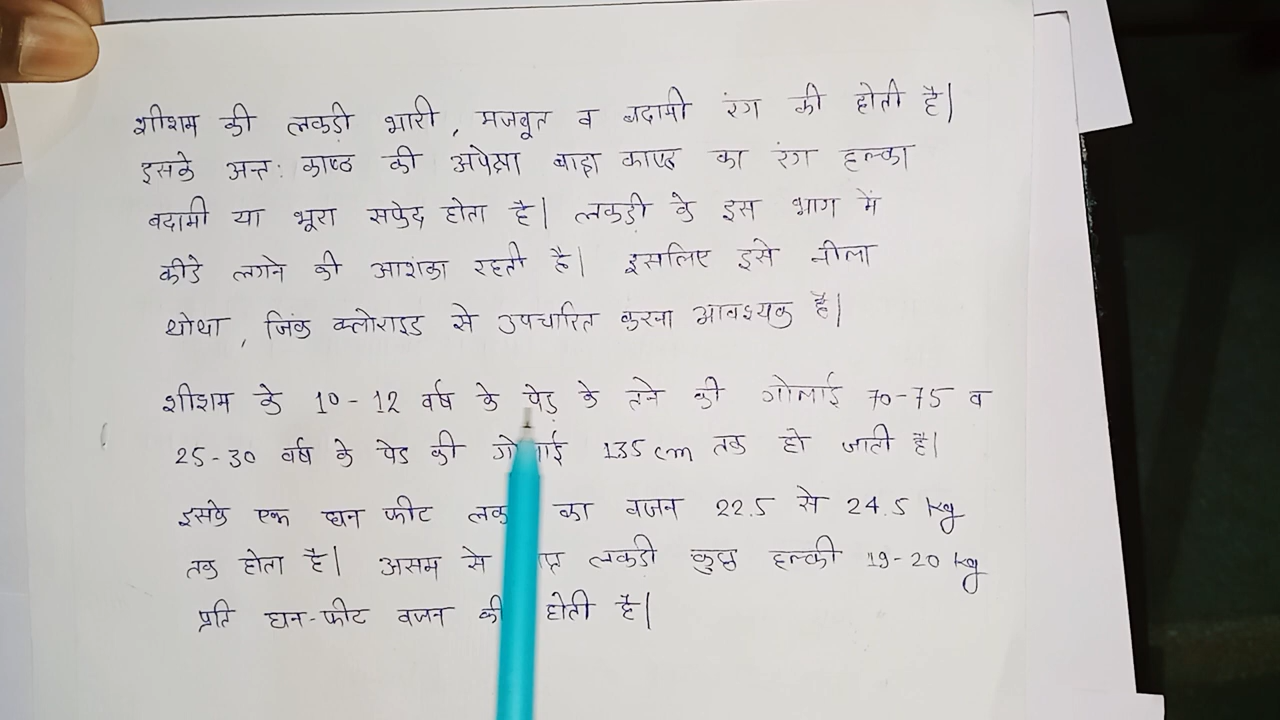 शीशम की लकड़ी भारी, मजबूत व बदामी रंग की होती है।
इसके अन्त: काण्ठ की अपेक्षा बाह्य काण्ठ का रंग हल्का
बदामी या भूरा सफेद होता है। लकड़ी के इस भाग में
कीडे लगने की आशंका रहती है। इसलिए इसे नीला
थोथा, जिंक क्लोराइड से उपचारित करना आवश्यक है।
शीशम के 10-12 वर्ष के पेड़ के तने की गोलाई 70-75 व
25-30 वर्ष के पेड की गोलाई 135 cm तक हो जाती है।
इसके एक घन फीट का वजन 22.5 से 24.5 kg
तक होता है। असम से लकडी कुछ हल्की 19-20 kg
प्रति घन-फीट वजन की होती है।